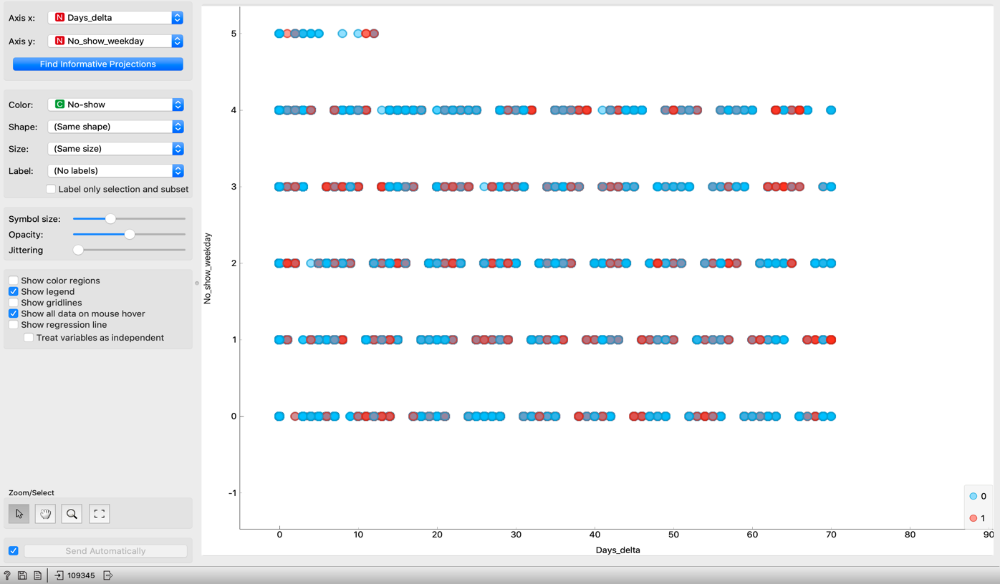 Axis x: N Days_delta
Axis y: N No_show_weekday
Find Informative Projections
Color: C No-show
Shape: (Same shape)
Size: (Same size)
Label: (No labels)
Label only selection and subset
Symbol size:
Opacity:
Jittering
Show color regions
Show legend
Show gridlines
Show all data on mouse hover
Show regression line
Treat variables as independent
Zoom/Select
Send Automatically
? 109345
No_show_weekday
5
4
3
2
1
0
-1
0 10 20 30 40 50 60 70 80 90
Days_delta
0
1